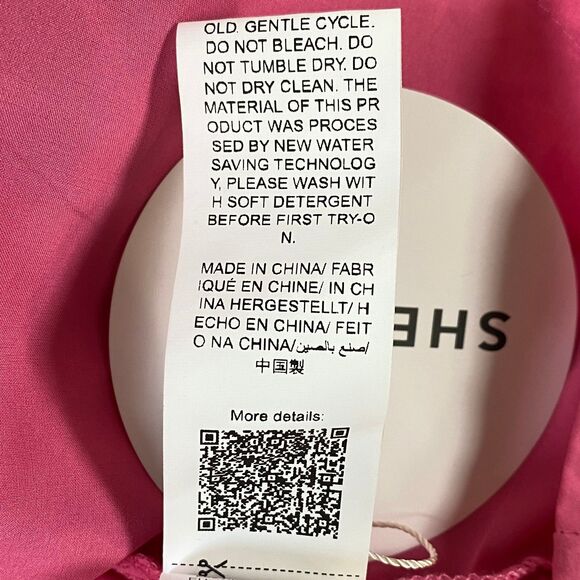 OLD. GENTLE CYCLE.
DO NOT BLEACH. DO
NOT TUMBLE DRY. DO
NOT DRY CLEAN. THE
MATERIAL OF THIS PR
ODUCT WAS PROCES
SED BY NEW WATER
SAVING TECHNOLOG
Y, PLEASE WASH WIT
H SOFT DETERGENT
BEFORE FIRST TRY-O
N.
MADE IN CHINA/ FABR
IQUÉ EN CHINE/ IN CH
INA HERGESTELLT/ H
ECHO EN CHINA/ FEIT
O NA CHINA/صنع بالصين/
中国製
More details:
SHE